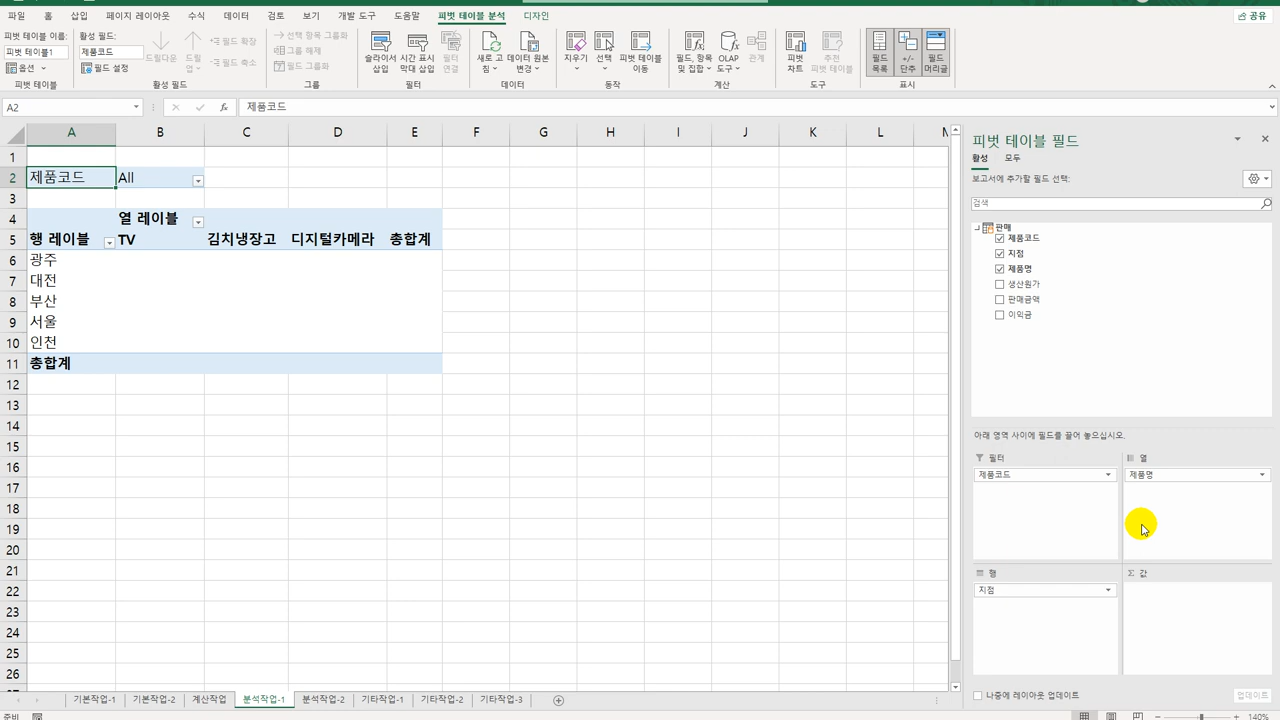 파일 홈 삽입 페이지 레이아웃 수식 데이터 검토 보기 개발 도구 도움말 피벗 테이블 분석 디자인 공유
피벗 테이블 이름: 활성 필드:
피벗 테이블1 제품코드
옵션 필드 설정
드릴다운 드릴업
필드 확장
필드 축소
선택 항목 그룹화
그룹 해제
필드 그룹화
슬라이서 삽입 시간 표시 막대 삽입 필터 연결
새로 고침 데이터 원본 변경
지우기 선택 피벗 테이블 이동
필드, 항목 및 집합 OLAP 도구 관계
피벗 차트 추천 피벗 테이블
필드 목록 +/- 단추 필드 머리글
피벗 테이블 활성 필드 그룹 필터 데이터 동작 계산 도구 표시
A2 fx 제품코드
A B C D E F G H I J K L M
1
2 제품코드 All
3
4 열 레이블
5 행 레이블 TV 김치냉장고 디지털카메라 총합계
6 광주
7 대전
8 부산
9 서울
10 인천
11 총합계
12
13
14
15
16
17
18
19
20
21
22
23
24
25
26
피벗 테이블 필드
활성 모두
보고서에 추가할 필드 선택:
검색
판매
제품코드
지점
제품명
생산원가
판매금액
이익금
아래 영역 사이에 필드를 끌어 놓으십시오.
필터 열
제품코드 제품명
행 Σ 값
지점
나중에 레이아웃 업데이트 업데이트
기본작업-1 기본작업-2 계산작업 분석작업-1 분석작업-2 기타작업-1 기타작업-2 기타작업-3
준비 140%